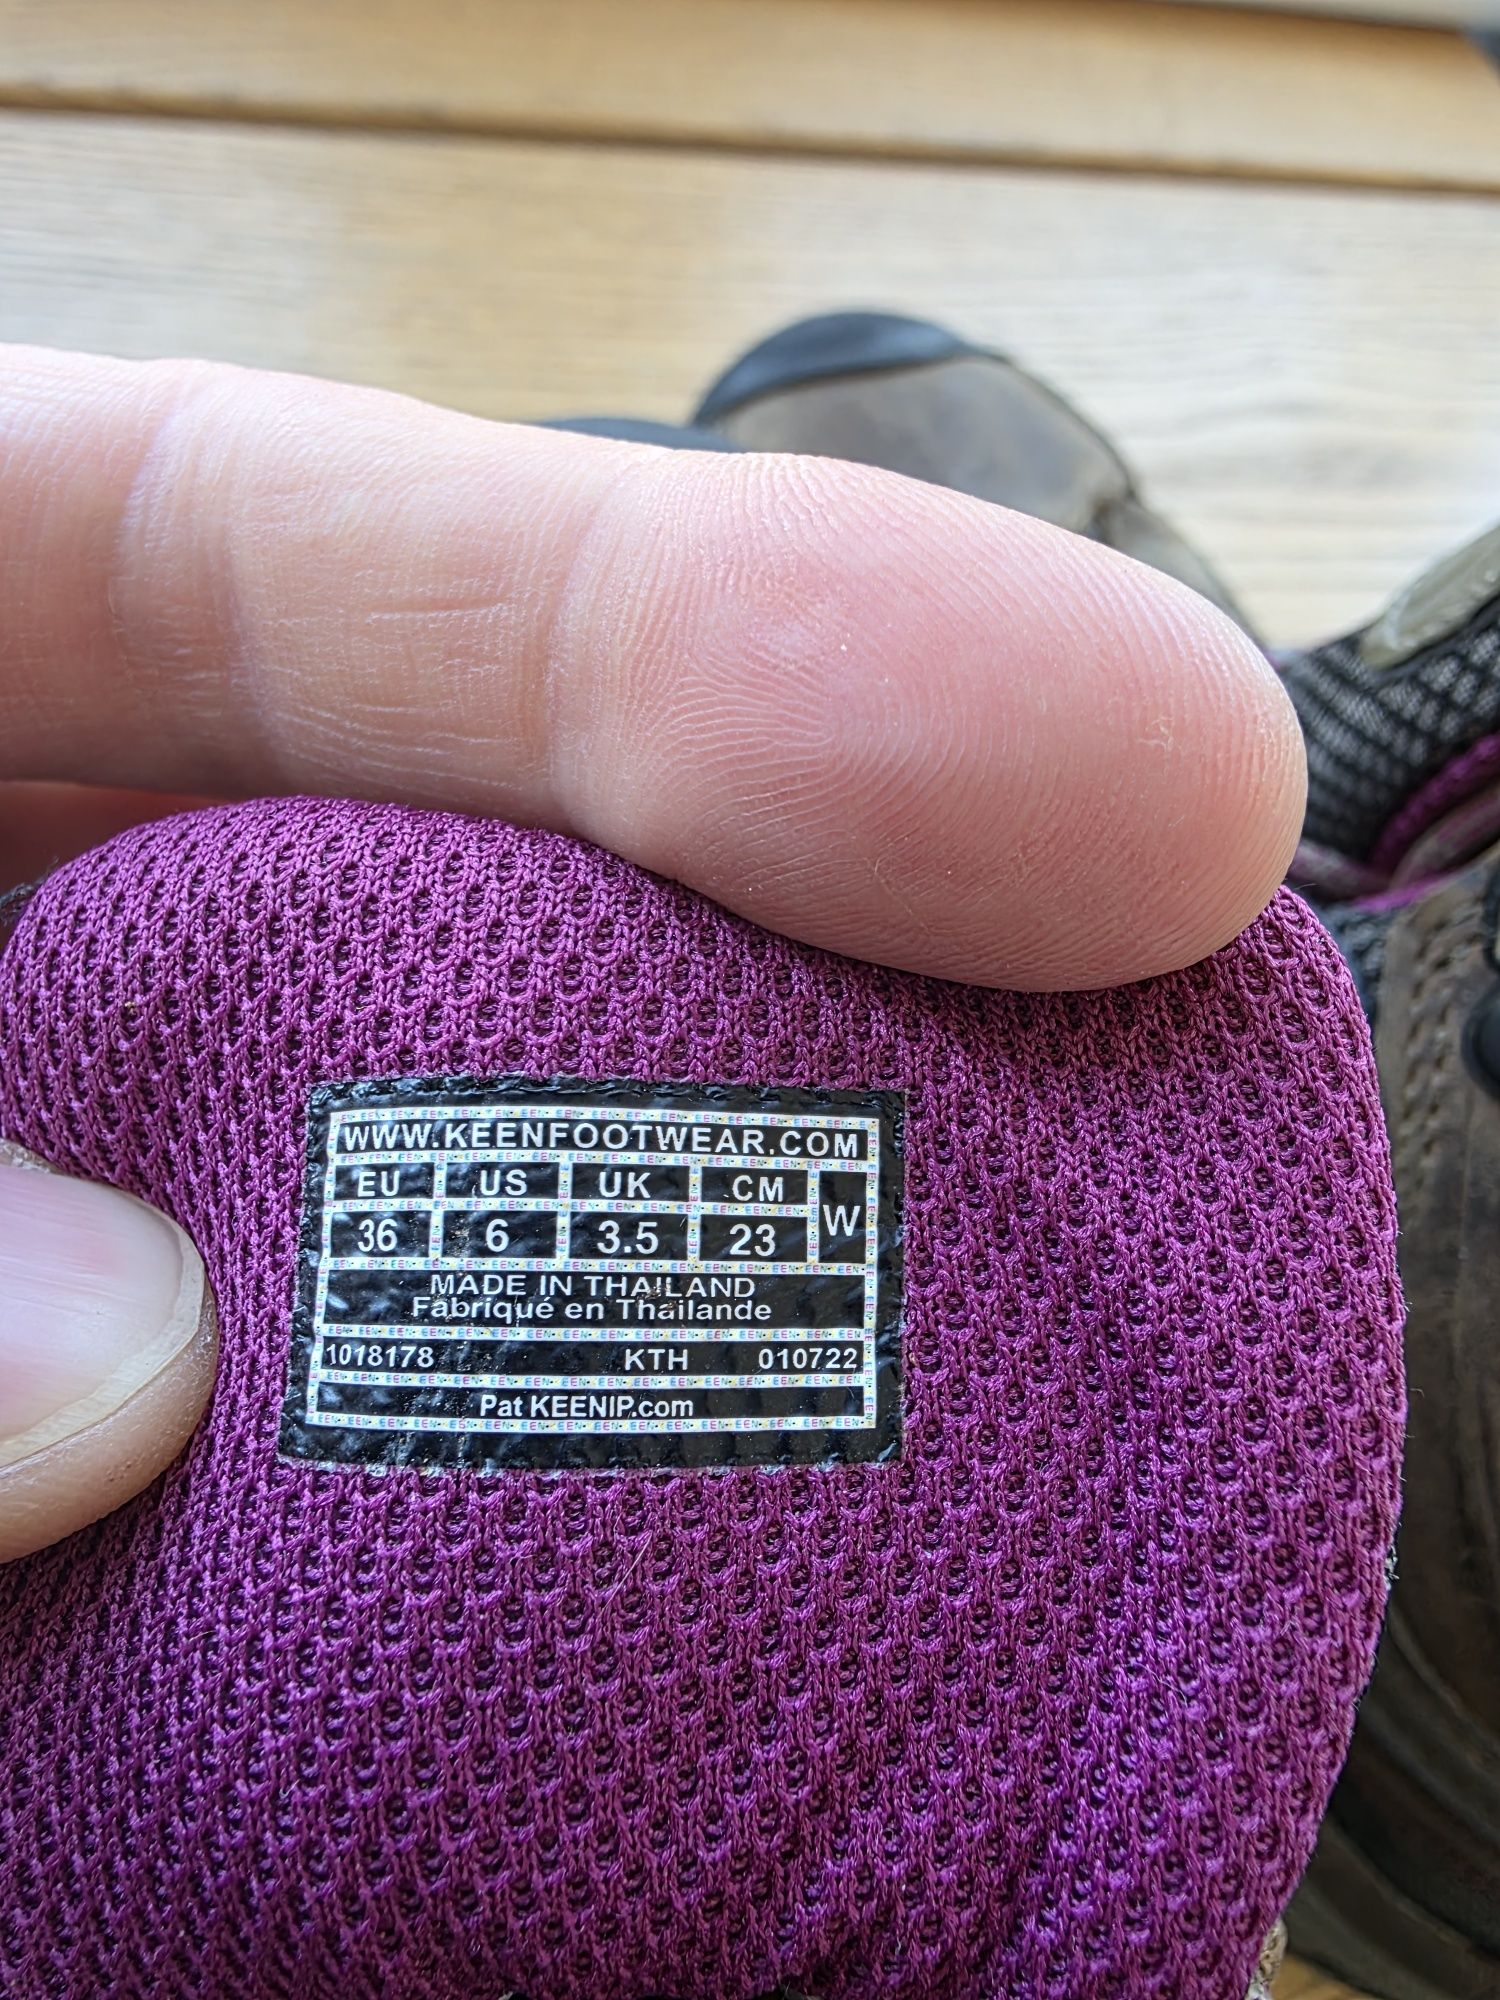 WWW.KEENFOOTWEAR.COM
EU US UK CM W
36 6 3.5 23
MADE IN THAILAND
Fabriqué en Thaïlande
1018178 KTH 010722
Pat KEENIP.com